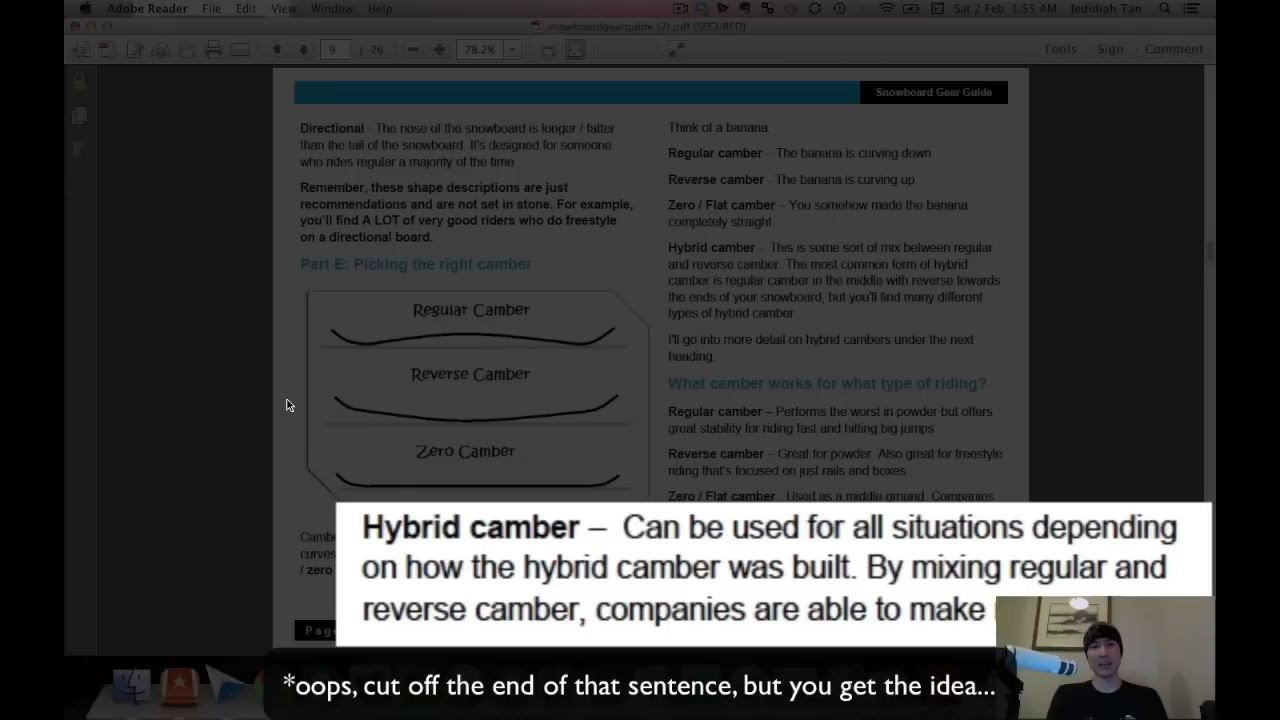 Adobe Reader File Edit View Window Help
Sat 2 Feb 1:55 AM Jedidiah Tan
snowboardgearguide (2).pdf (SECURED)
9 / 26 78.2% Tools Sign Comment
Snowboard Gear Guide
Directional - The nose of the snowboard is longer / fatter
than the tail of the snowboard. It's designed for someone
who rides regular a majority of the time
Remember, these shape descriptions are just
recommendations and are not set in stone. For example,
you'll find A LOT of very good riders who do freestyle
on a directional board.
Part E: Picking the right camber
Regular Camber
Reverse Camber
Zero Camber
Cambe
curves
/ zero
Page
Think of a banana
Regular camber – The banana is curving down
Reverse camber - The banana is curving up
Zero / Flat camber – You somehow made the banana
completely straight
Hybrid camber – This is some sort of mix between regular
and reverse camber. The most common form of hybrid
camber is regular camber in the middle with reverse towards
the ends of your snowboard, but you'll find many different
types of hybrid camber
I'll go into more detail on hybrid cambers under the next
heading.
What camber works for what type of riding?
Regular camber – Performs the worst in powder but offers
great stability for riding fast and hitting big jumps
Reverse camber – Great for powder Also great for freestyle
riding that's focused on just rails and boxes.
Zero / Flat camber Used as a middle ground Companies
Hybrid camber – Can be used for all situations depending
on how the hybrid camber was built. By mixing regular and
reverse camber, companies are able to make
*oops, cut off the end of that sentence, but you get the idea...